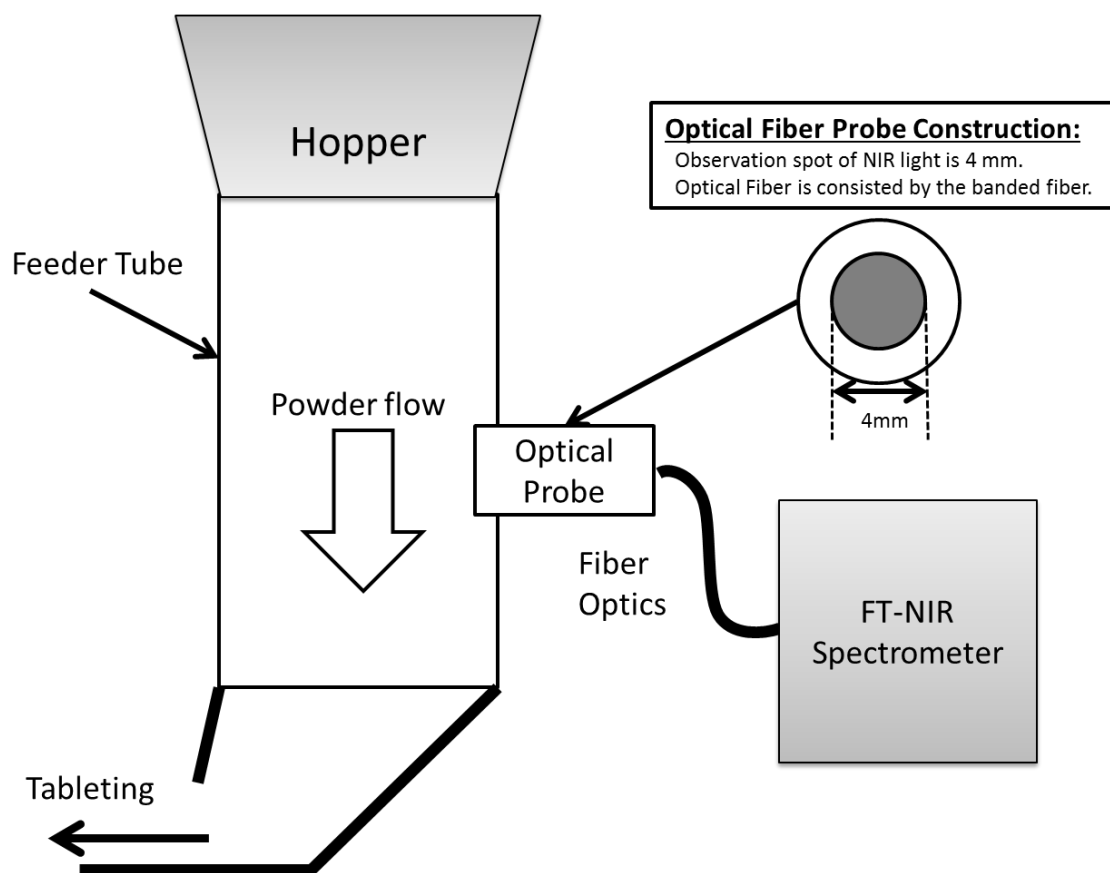 Hopper
Optical Fiber Probe Construction:
Observation spot of NIR light is 4 mm.
Optical Fiber is consisted by the banded fiber.
Feeder Tube
Powder flow
4mm
Optical
Probe
Fiber
Optics
FT-NIR
Spectrometer
Tableting